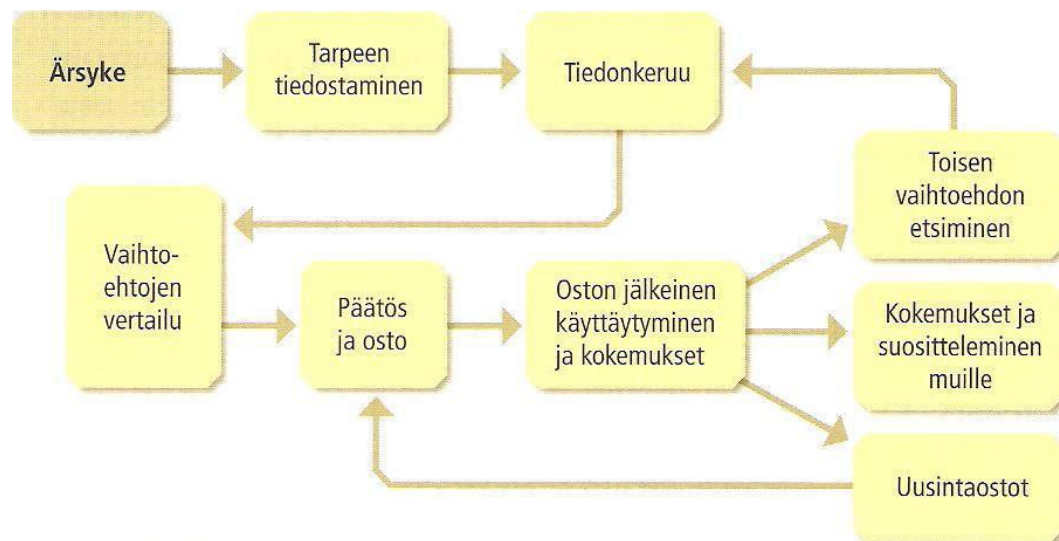 Ärsyke
Tarpeen
tiedostaminen
Tiedonkeruu
Toisen
vaihtoehdon
etsiminen
Vaihto-
ehtojen
vertailu
Päätös
ja osto
Oston jälkeinen
käyttäytyminen
ja kokemukset
Kokemukset ja
suositteleminen
muille
Uusintaostot